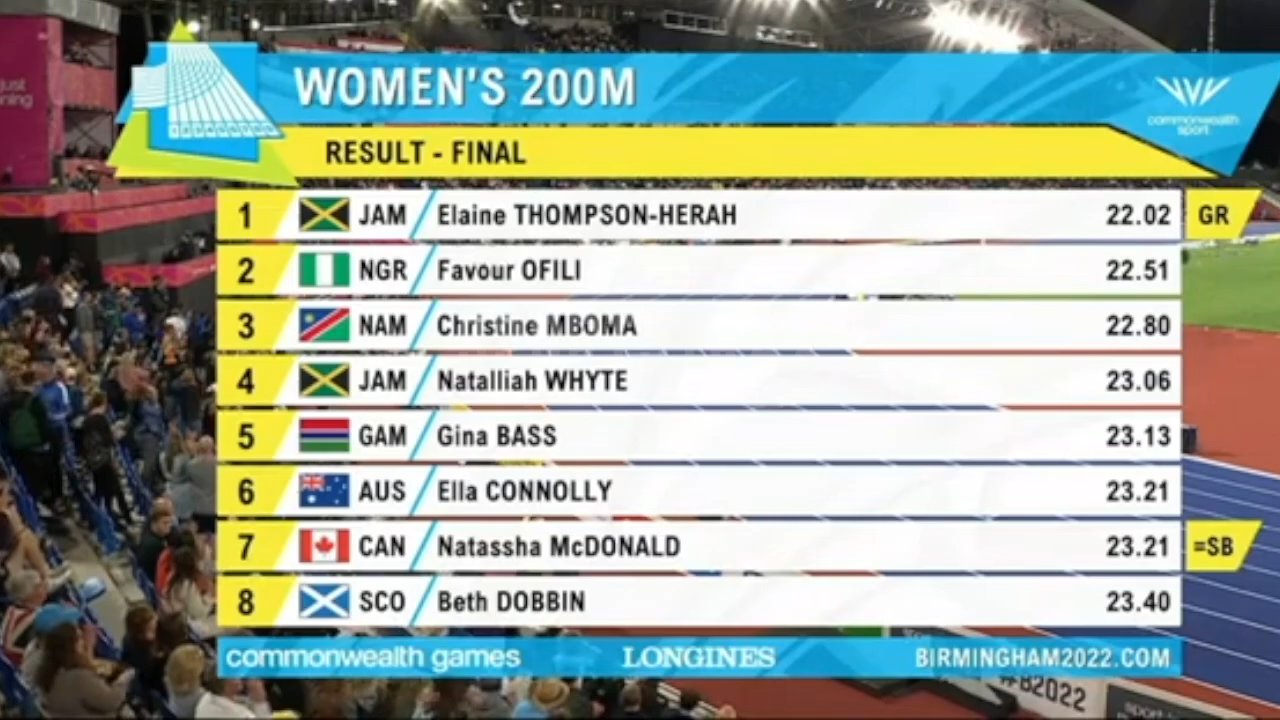 WOMEN'S 200M
commonwealth
sport
RESULT - FINAL
1 JAM Elaine THOMPSON-HERAH 22.02 GR
2 NGR Favour OFILI 22.51
3 NAM Christine MBOMA 22.80
4 JAM Natalliah WHYTE 23.06
5 GAM Gina BASS 23.13
6 AUS Ella CONNOLLY 23.21
7 CAN Natassha McDONALD 23.21 =SB
8 SCO Beth DOBBIN 23.40
commonwealth games LONGINES BIRMINGHAM2022.COM
#B2022